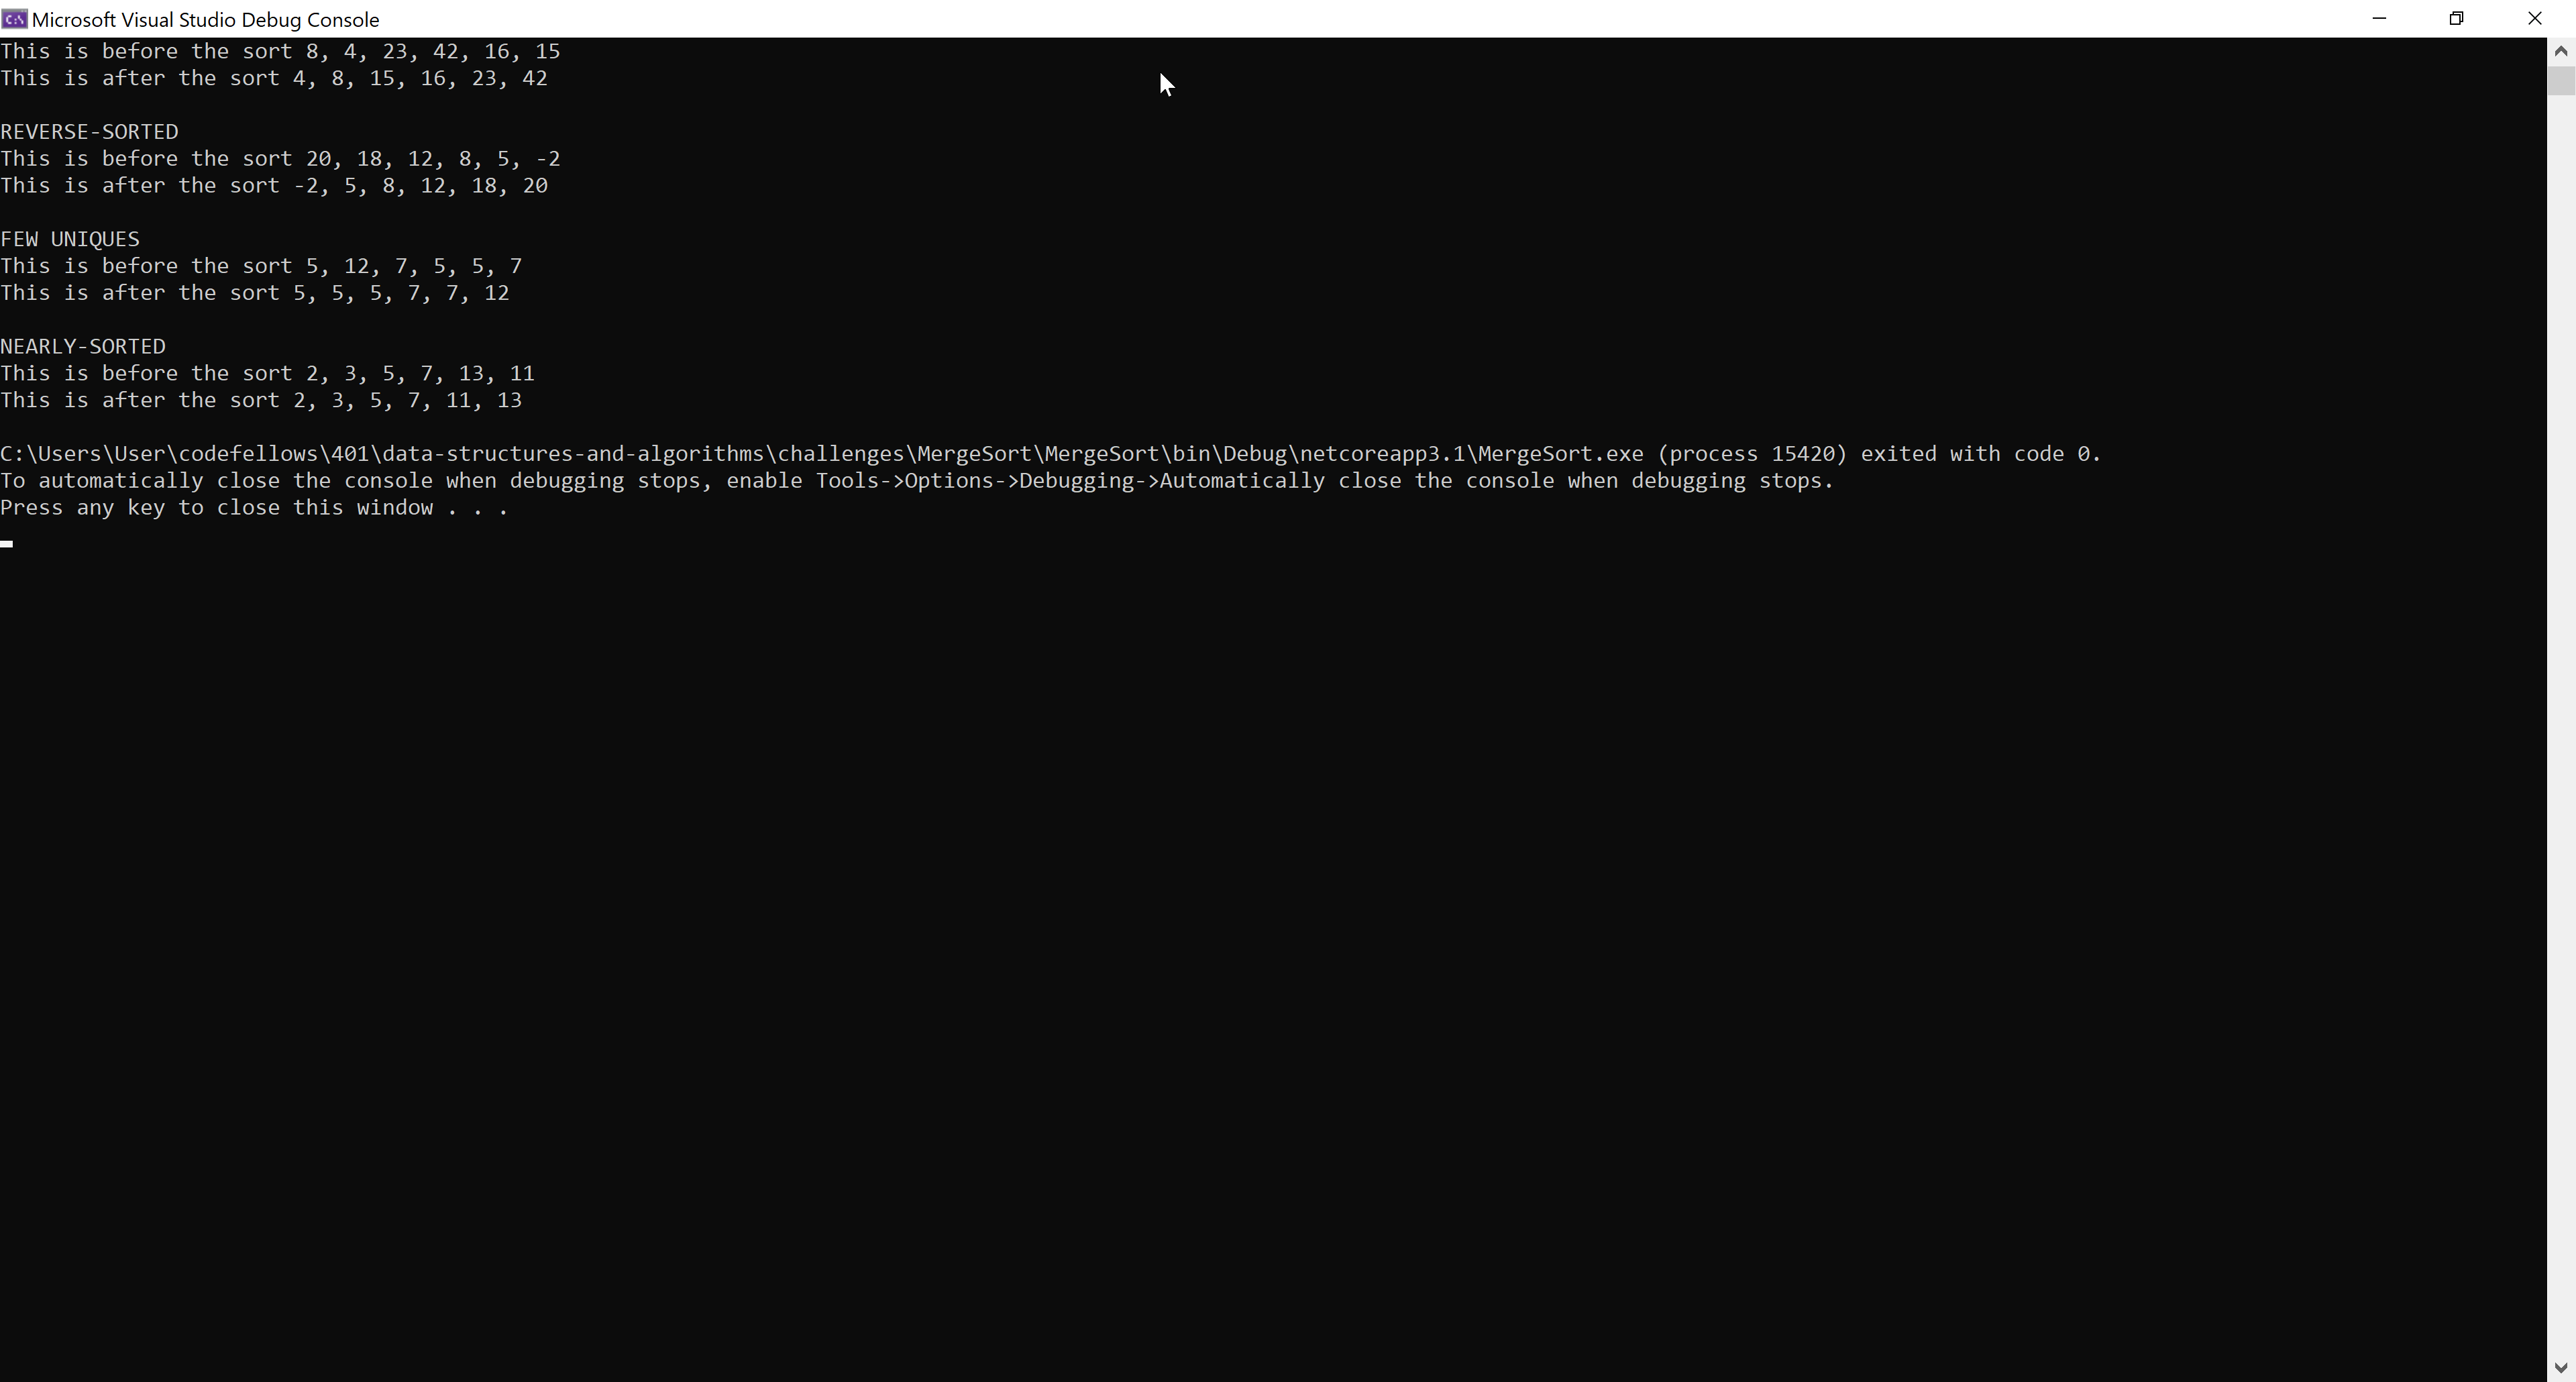 Microsoft Visual Studio Debug Console
This is before the sort 8, 4, 23, 42, 16, 15
This is after the sort 4, 8, 15, 16, 23, 42
REVERSE-SORTED
This is before the sort 20, 18, 12, 8, 5, -2
This is after the sort -2, 5, 8, 12, 18, 20
FEW UNIQUES
This is before the sort 5, 12, 7, 5, 5, 7
This is after the sort 5, 5, 5, 7, 7, 12
NEARLY-SORTED
This is before the sort 2, 3, 5, 7, 13, 11
This is after the sort 2, 3, 5, 7, 11, 13
C:\Users\User\codefellows\401\data-structures-and-algorithms\challenges\MergeSort\MergeSort\bin\Debug\netcoreapp3.1\MergeSort.exe (process 15420) exited with code 0.
To automatically close the console when debugging stops, enable Tools->Options->Debugging->Automatically close the console when debugging stops.
Press any key to close this window . . .